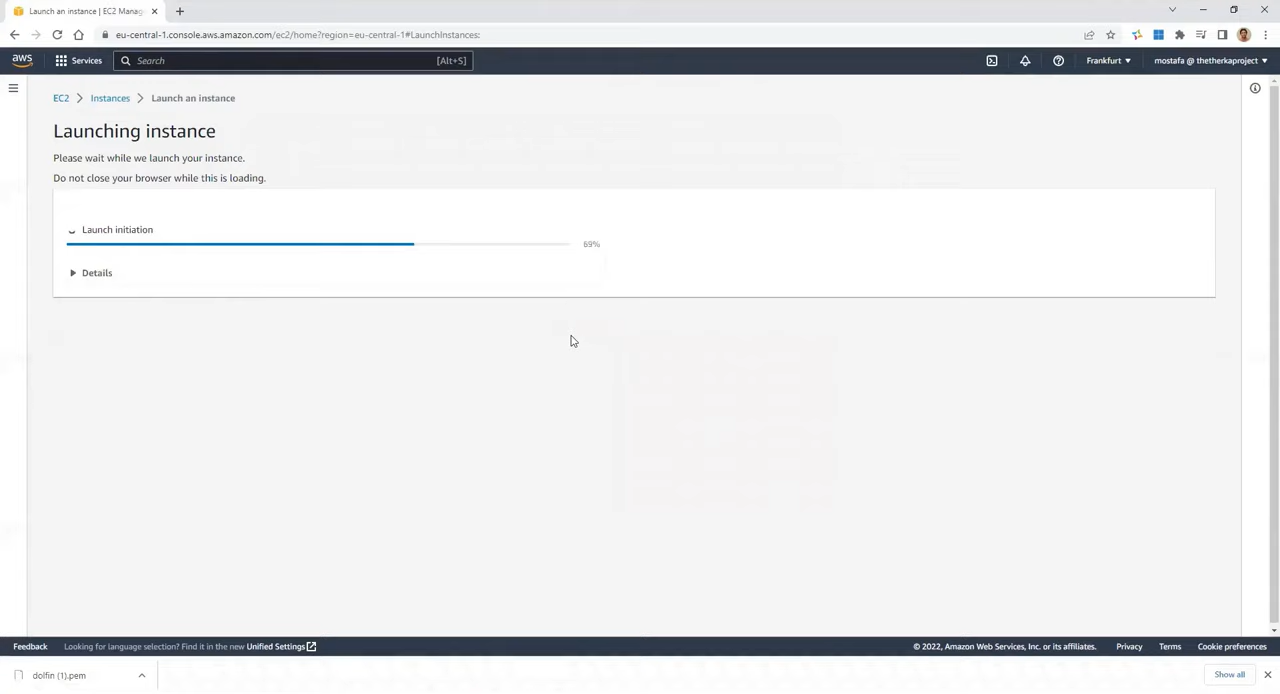 Launch an instance | EC2 Manag
eu-central-1.console.aws.amazon.com/ec2/home?region=eu-central-1#LaunchInstances:
aws Services Search [Alt+S] Frankfurt mostafa @ thetherkaproject
EC2 Instances Launch an instance
Launching instance
Please wait while we launch your instance.
Do not close your browser while this is loading.
Launch initiation
69%
Details
Feedback Looking for language selection? Find it in the new Unified Settings © 2022, Amazon Web Services, Inc. or its affiliates. Privacy Terms Cookie preferences
dolfin (1).pem Show all